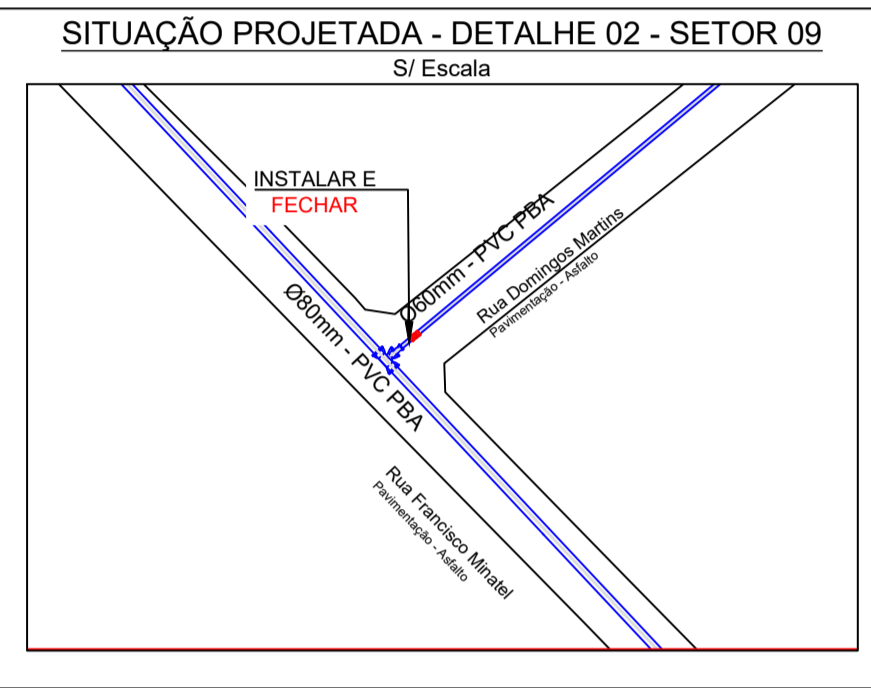 SITUAÇÃO PROJETADA - DETALHE 02 - SETOR 09
S/ Escala
INSTALAR E
FECHAR
Ø60mm - PVC PBA
Rua Domingos Martins
Pavimentação - Asfalto
Ø80mm - PVC PBA
Rua Francisco Minatel
Pavimentação - Asfalto